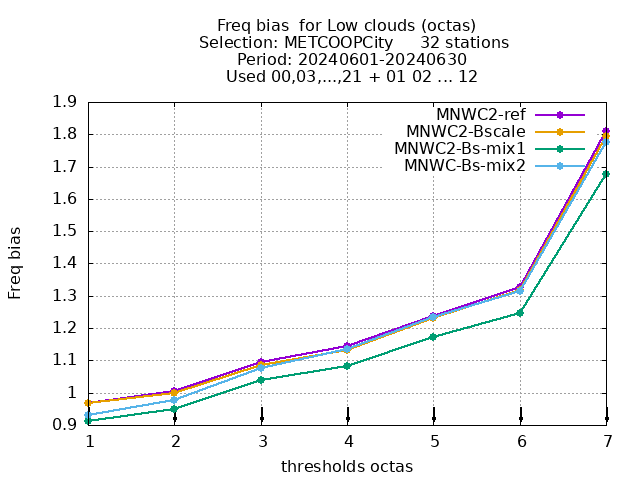 Freq bias  for Low clouds (octas)
Selection: METCOOPCity     32 stations
Period: 20240601-20240630
Used 00,03,...,21 + 01 02 ... 12
MNWC2-ref
MNWC2-Bscale
MNWC2-Bs-mix1
MNWC-Bs-mix2
Freq bias
1.9
1.8
1.7
1.6
1.5
1.4
1.3
1.2
1.1
1
0.9
1 2 3 4 5 6 7
thresholds octas